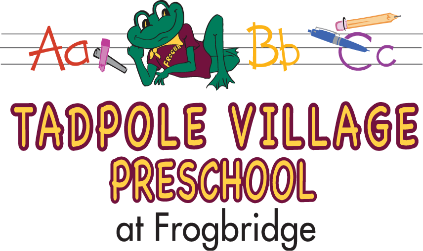 Aa Bb Cc
TADPOLE VILLAGE
PRESCHOOL
at Frogbridge